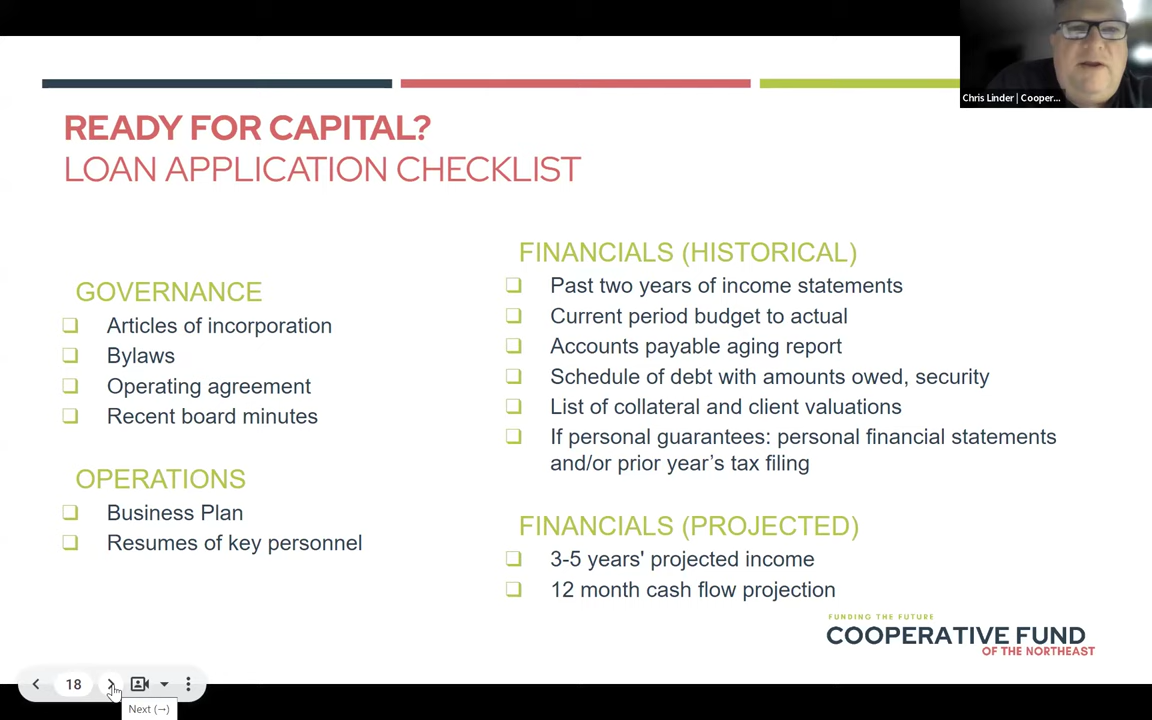 Chris Linder | Cooper...
READY FOR CAPITAL?
LOAN APPLICATION CHECKLIST
GOVERNANCE
Articles of incorporation
Bylaws
Operating agreement
Recent board minutes
OPERATIONS
Business Plan
Resumes of key personnel
FINANCIALS (HISTORICAL)
Past two years of income statements
Current period budget to actual
Accounts payable aging report
Schedule of debt with amounts owed, security
List of collateral and client valuations
If personal guarantees: personal financial statements
and/or prior year’s tax filing
FINANCIALS (PROJECTED)
3-5 years' projected income
12 month cash flow projection
FUNDING THE FUTURE
COOPERATIVE FUND
OF THE NORTHEAST
18
Next (→)